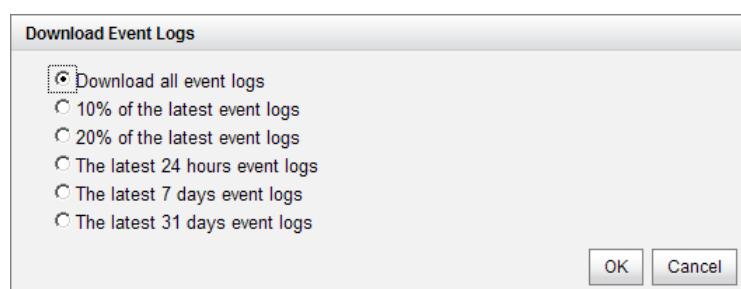 Download Event Logs
Download all event logs
10% of the latest event logs
20% of the latest event logs
The latest 24 hours event logs
The latest 7 days event logs
The latest 31 days event logs
OK Cancel